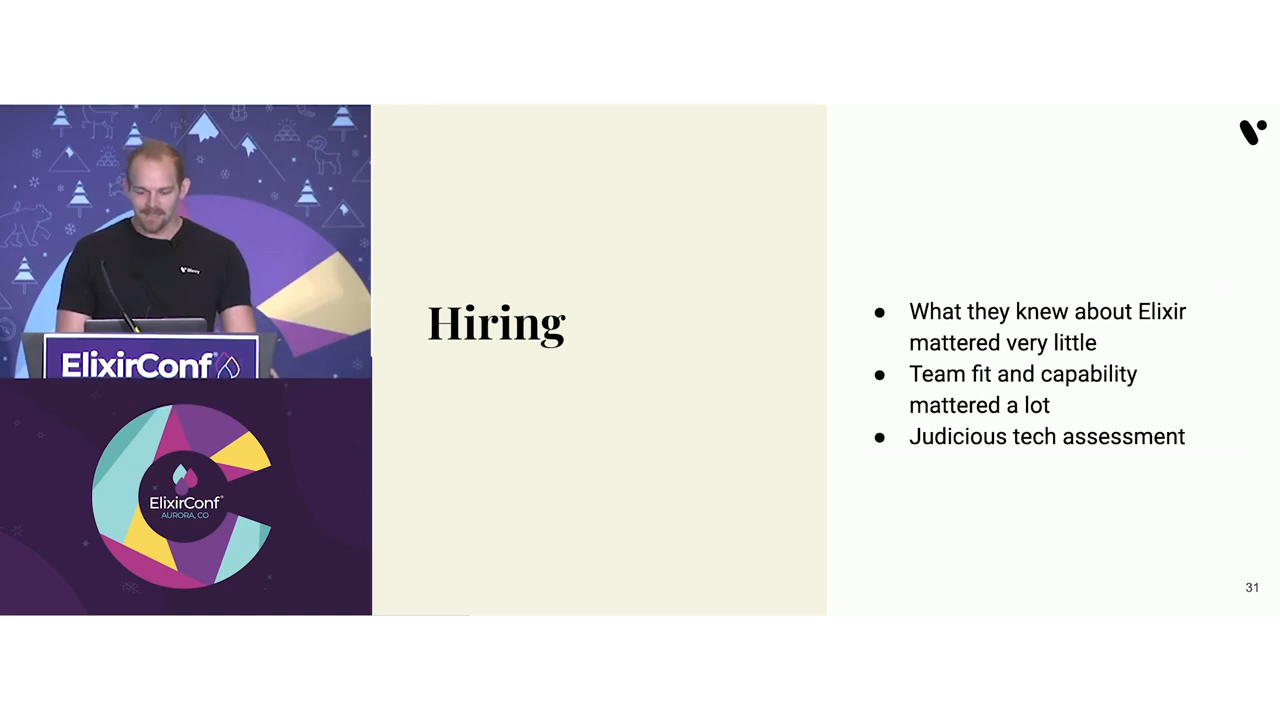 ElixirConf
ElixirConf
AURORA, CO
Hiring
● What they knew about Elixir
mattered very little
● Team fit and capability
mattered a lot
● Judicious tech assessment
31